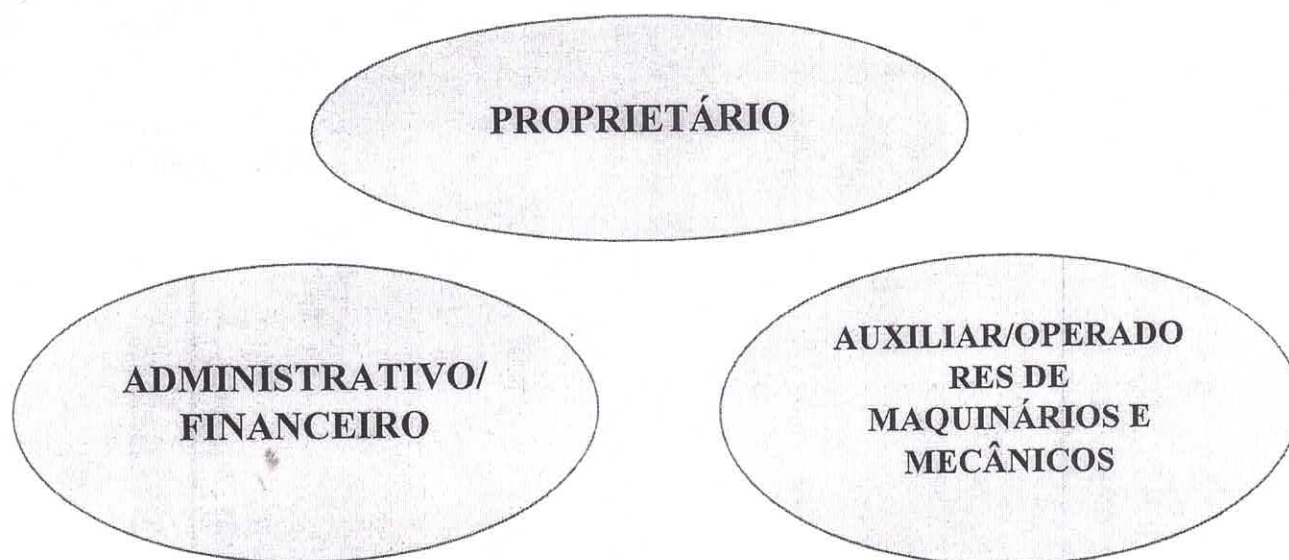 PROPRIETÁRIO
ADMINISTRATIVO/
FINANCEIRO
AUXILIAR/OPERADO
RES DE
MAQUINÁRIOS E
MECÂNICOS